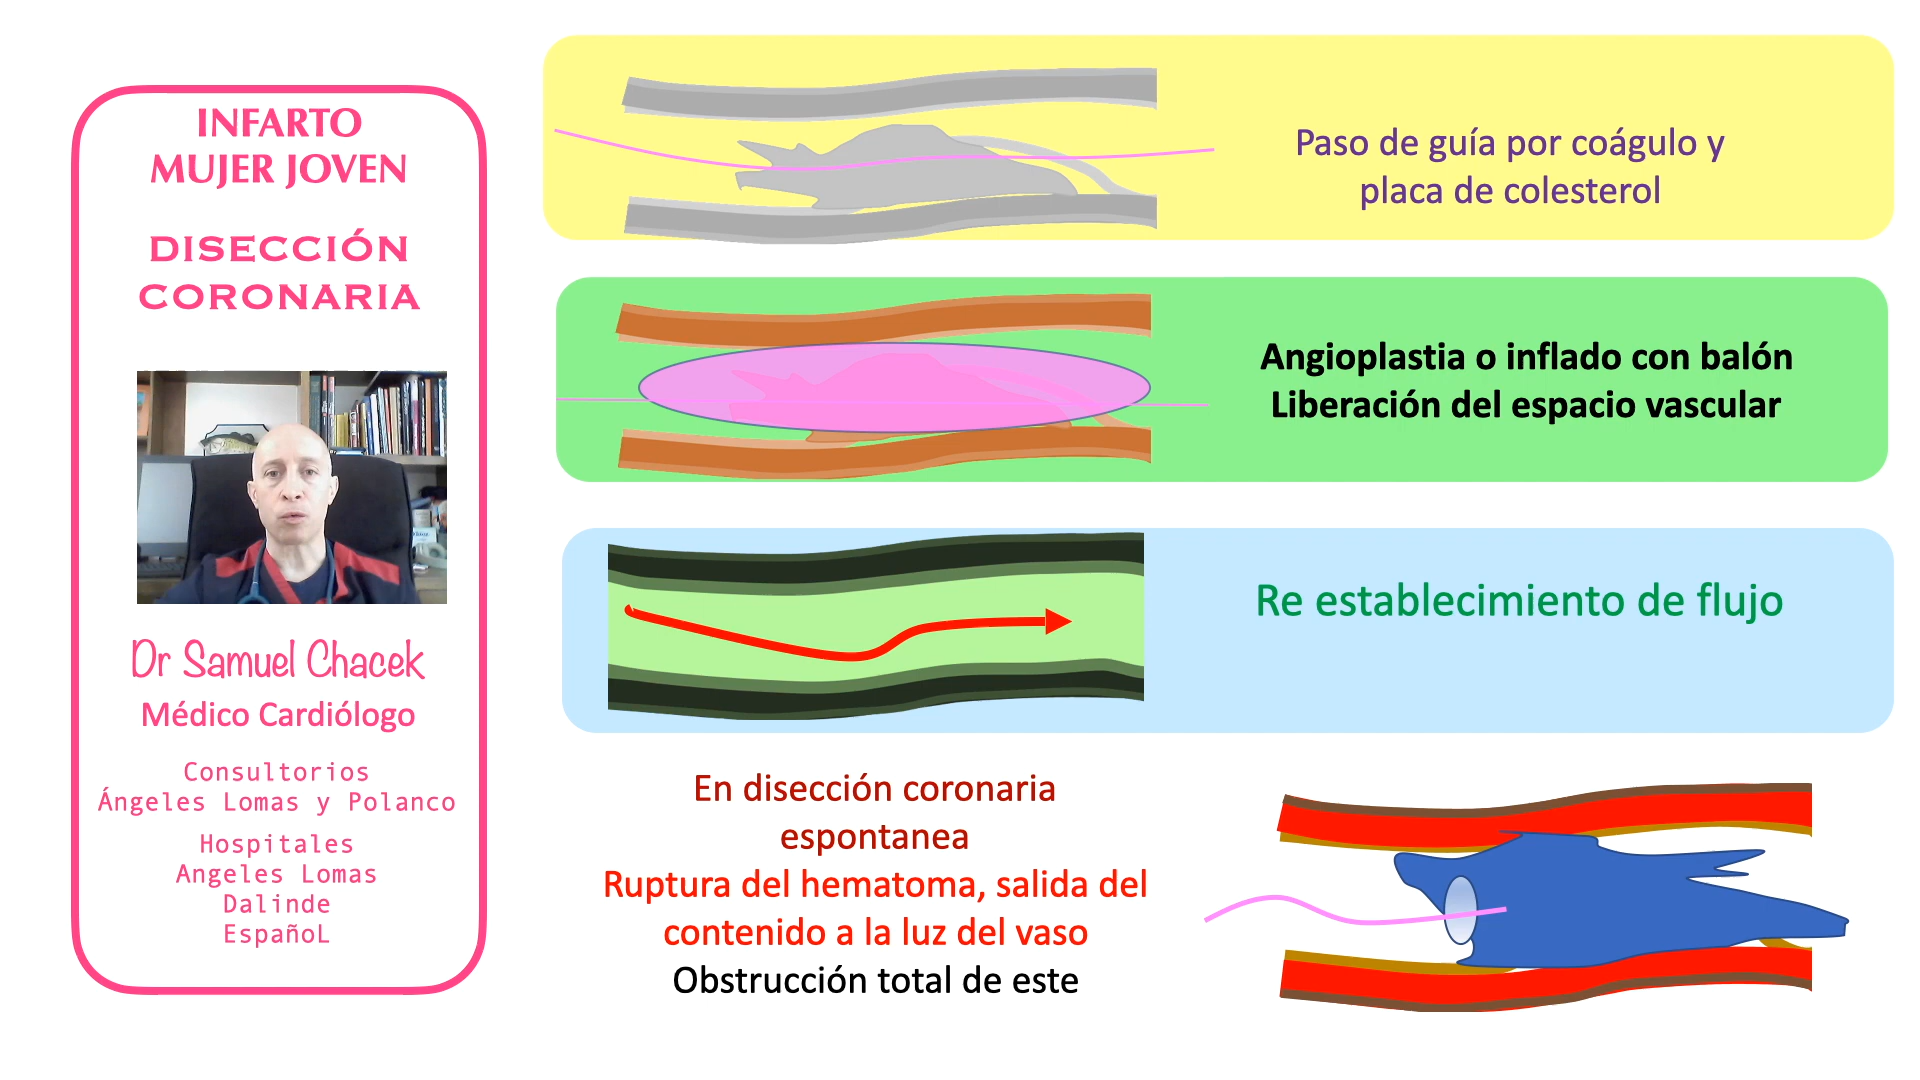 INFARTO
MUJER JOVEN
DISECCIÓN
CORONARIA
Dr Samuel Chacek
Médico Cardiólogo
Consultorios
Ángeles Lomas y Polanco
Hospitales
Angeles Lomas
Dalinde
EspañoL
Paso de guía por coágulo y
placa de colesterol
Angioplastia o inflado con balón
Liberación del espacio vascular
Re establecimiento de flujo
En disección coronaria
espontanea
Ruptura del hematoma, salida del
contenido a la luz del vaso
Obstrucción total de este